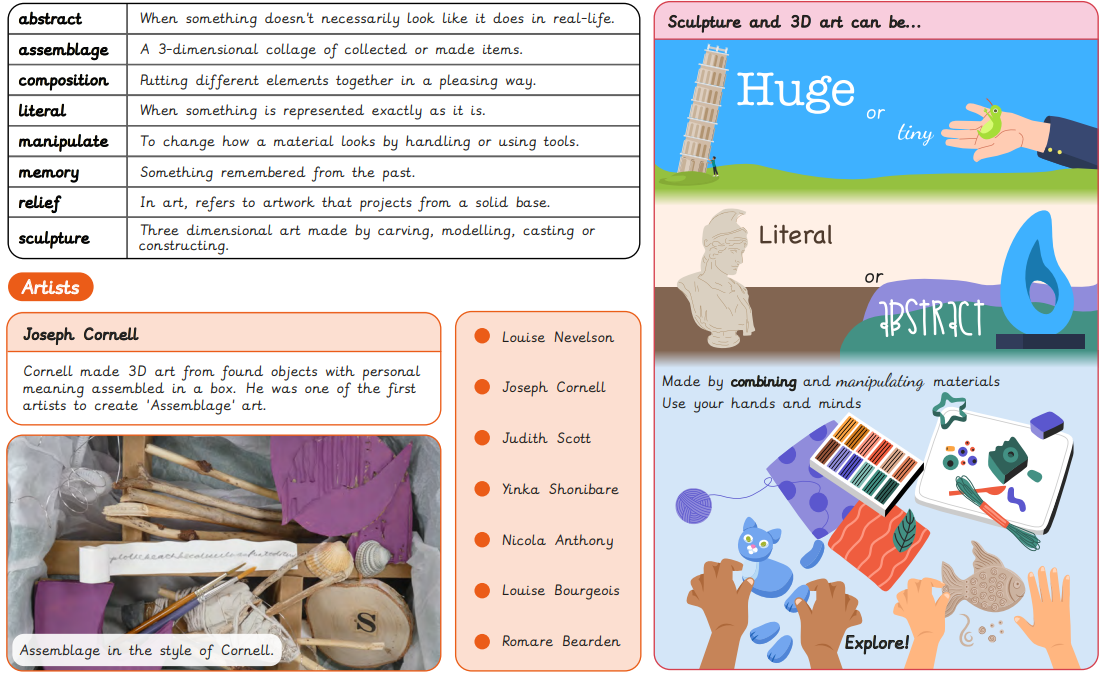 abstract
When something doesn't necessarily look like it does in real-life.
assemblage
A 3-dimensional collage of collected or made items.
composition
Putting different elements together in a pleasing way.
literal
When something is represented exactly as it is.
manipulate
To change how a material looks by handling or using tools.
memory
Something remembered from the past.
relief
In art, refers to artwork that projects from a solid base.
sculpture
Three dimensional art made by carving, modelling, casting or
constructing.
Artists
Joseph Cornell
Cornell made 3D art from found objects with personal
meaning assembled in a box. He was one of the first
artists to create 'Assemblage' art.
S
Assemblage in the style of Cornell.
Louise Nevelson
Joseph Cornell
Judith Scott
Yinka Shonibare
Nicola Anthony
Louise Bourgeois
Romare Bearden
Sculpture and 3D art can be...
Huge
or
tiny
Literal
or
abstract
Made by combining and manipulating materials
Use your hands and minds
Explore!